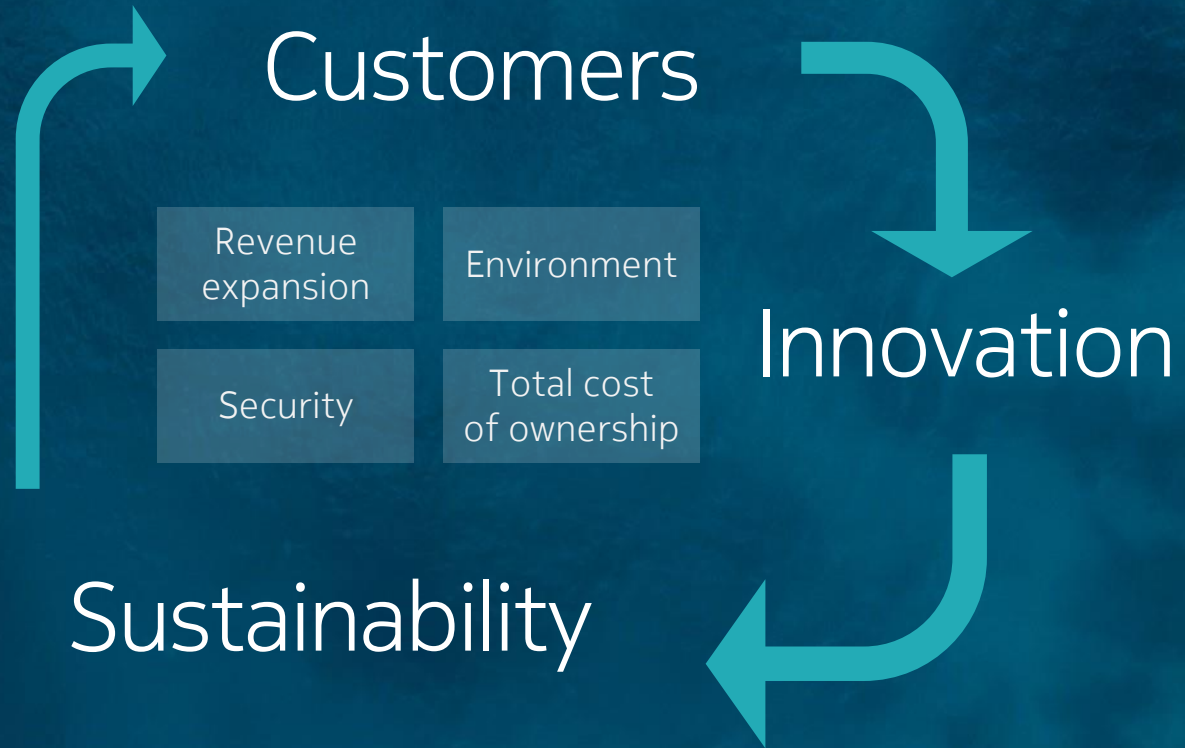 Customers
Revenue
expansion
Environment
Security
Total cost
of ownership
Innovation
Sustainability